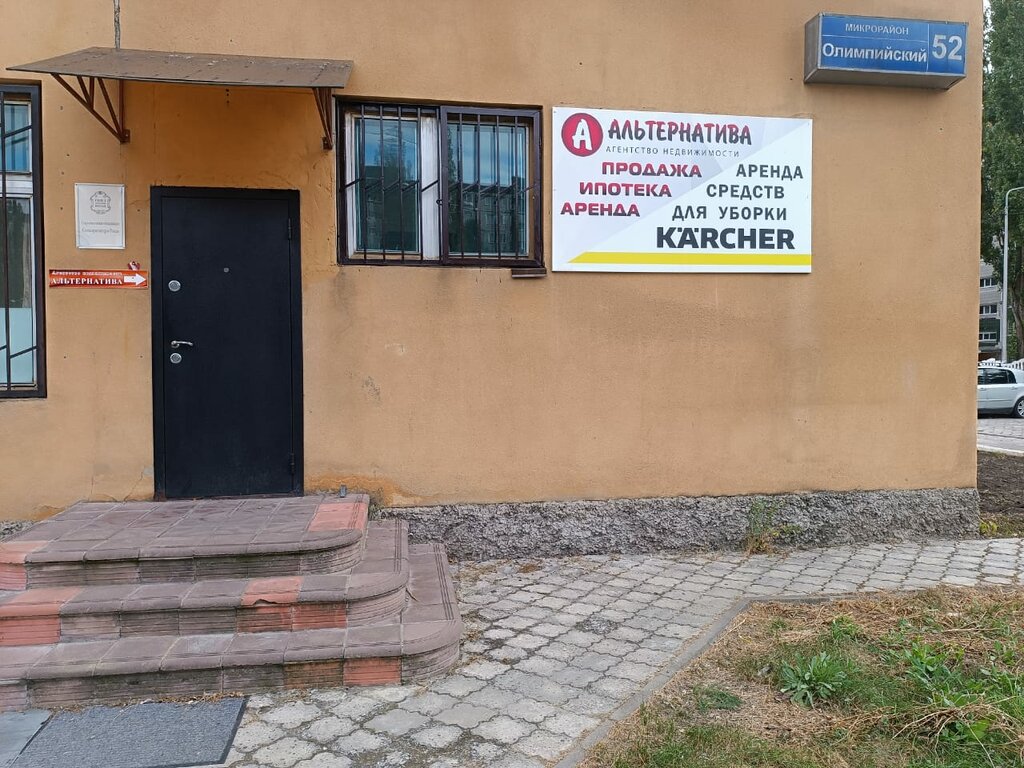 МИКРОРАЙОН
Олимпийский 52
А АЛЬТЕРНАТИВА
АГЕНТСТВО НЕДВИЖИМОСТИ
ПРОДАЖА АРЕНДА
ИПОТЕКА СРЕДСТВ
АРЕНДА ДЛЯ УБОРКИ
KÄRCHER
АЛЬТЕРНАТИВА